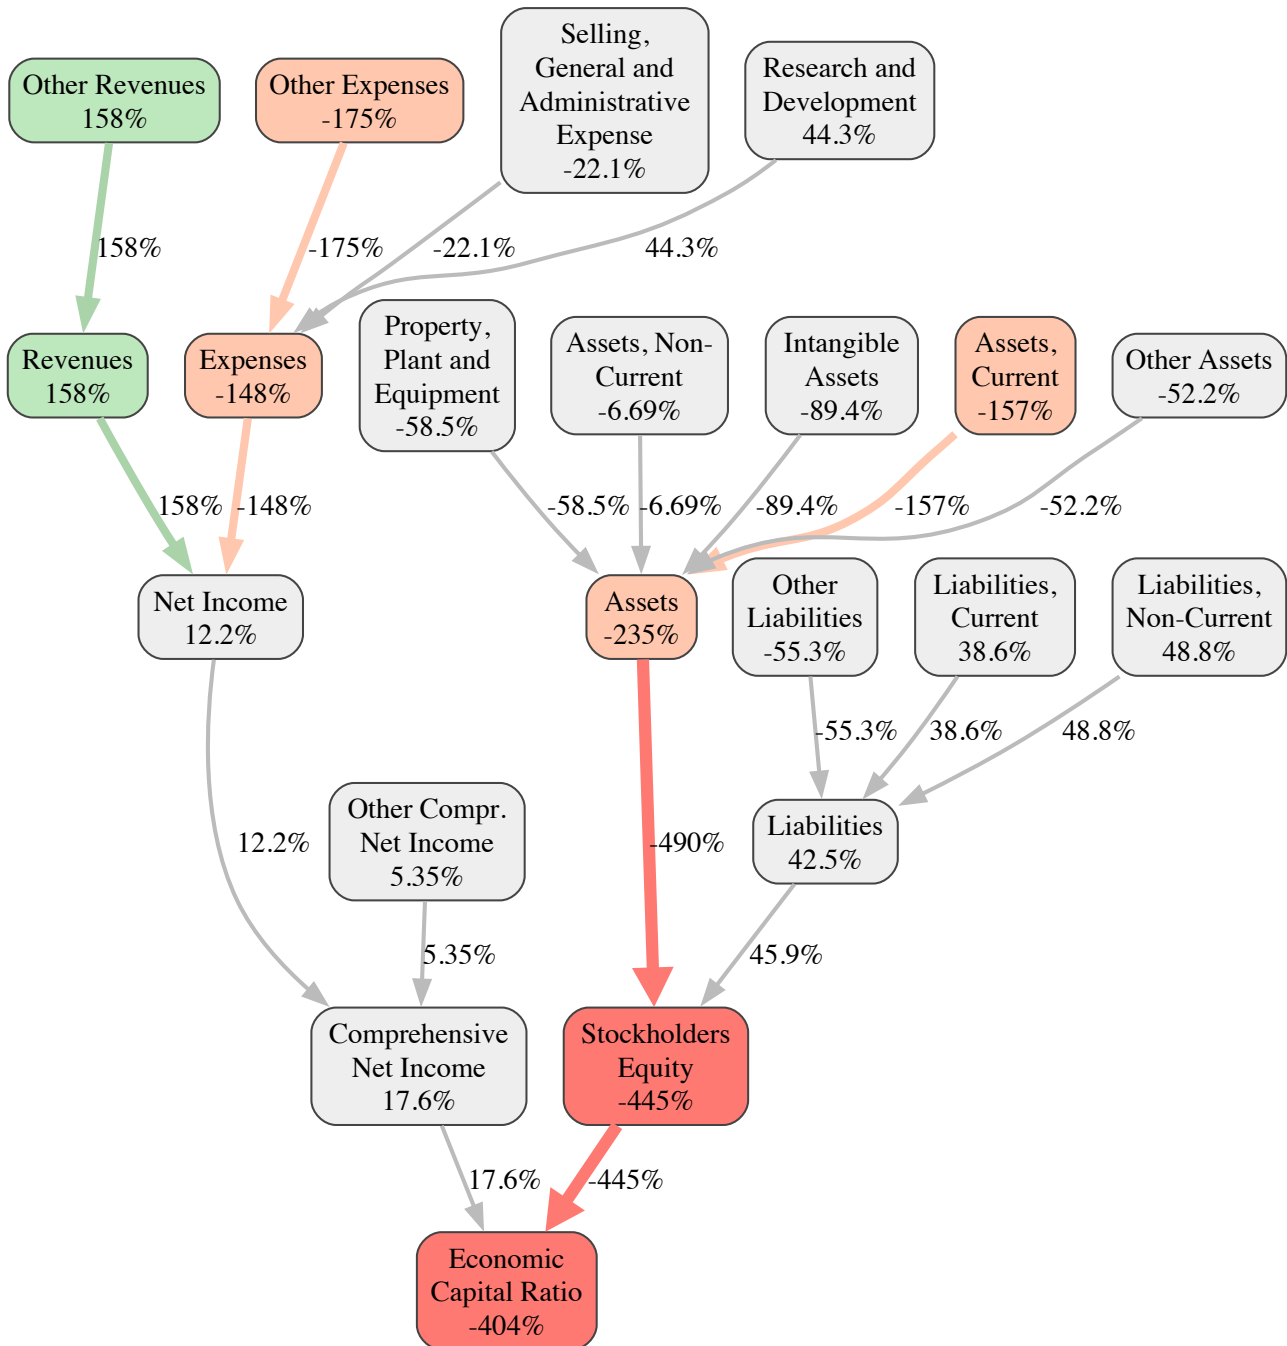 Other Revenues
158%
Other Expenses
-175%
Selling,
General and
Administrative
Expense
-22.1%
Research and
Development
44.3%
158%
-175%
-22.1%
44.3%
Revenues
158%
Expenses
-148%
Property,
Plant and
Equipment
-58.5%
Assets, Non-
Current
-6.69%
Intangible
Assets
-89.4%
Assets,
Current
-157%
Other Assets
-52.2%
158%
-148%
-58.5%
-6.69%
-89.4%
-157%
-52.2%
Net Income
12.2%
Assets
-235%
Other
Liabilities
-55.3%
Liabilities,
Current
38.6%
Liabilities,
Non-Current
48.8%
-55.3%
38.6%
48.8%
12.2%
Other Compr.
Net Income
5.35%
-490%
Liabilities
42.5%
5.35%
45.9%
Comprehensive
Net Income
17.6%
Stockholders
Equity
-445%
17.6%
-445%
Economic
Capital Ratio
-404%